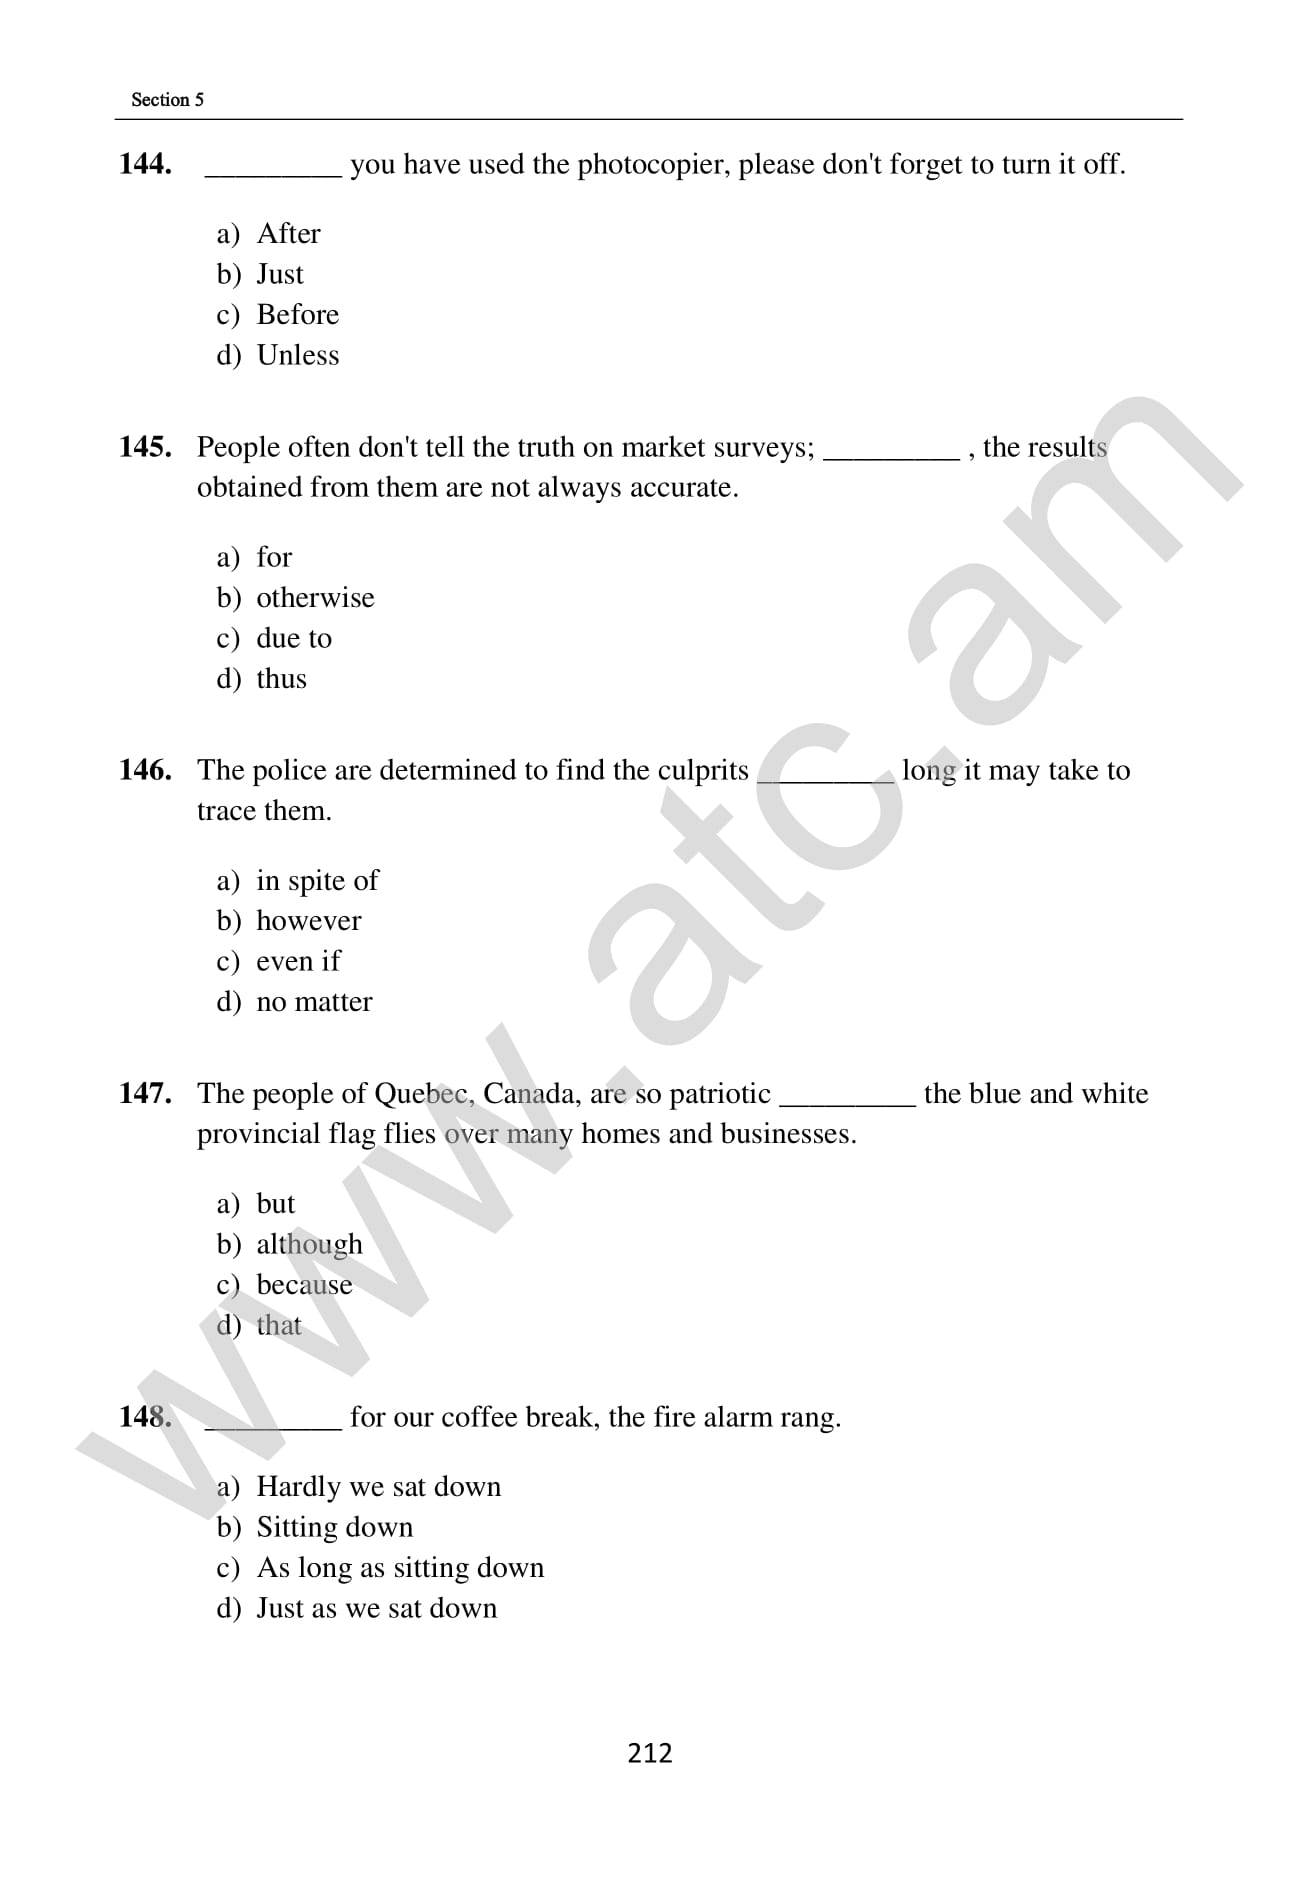 Section 5
144. _________ you have used the photocopier, please don't forget to turn it off.
a) After
b) Just
c) Before
d) Unless
145. People often don't tell the truth on market surveys; _________ , the results
obtained from them are not always accurate.
a) for
b) otherwise
c) due to
d) thus
146. The police are determined to find the culprits _________ long it may take to
trace them.
a) in spite of
b) however
c) even if
d) no matter
147. The people of Quebec, Canada, are so patriotic _________ the blue and white
provincial flag flies over many homes and businesses.
a) but
b) although
c) because
d) that
148. _________ for our coffee break, the fire alarm rang.
a) Hardly we sat down
b) Sitting down
c) As long as sitting down
d) Just as we sat down
212
www.atc.am